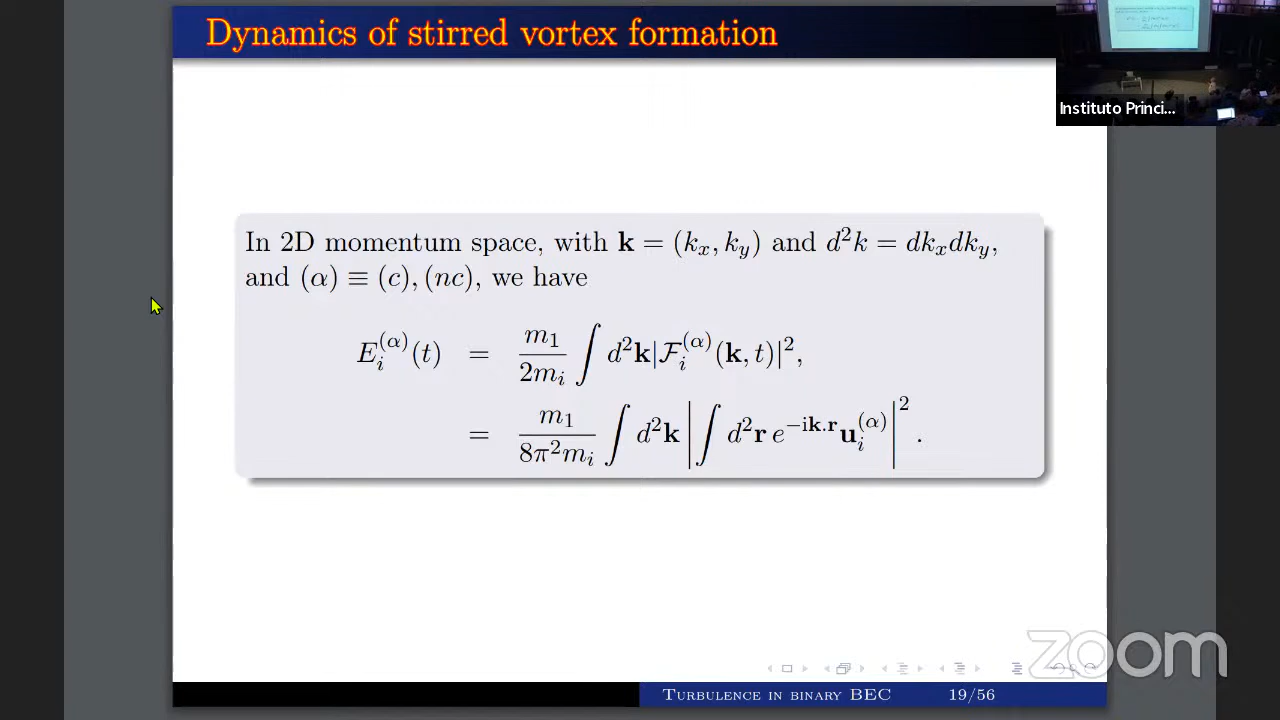 Dynamics of stirred vortex formation
Instituto Princi...
In 2D momentum space, with k = (kₓ, k_y) and d²k = dkₓdk_y,
and (α) ≡ (c), (nc), we have
E_i^(α)(t) = m₁/2m_i ∫ d²k|ℱ_i^(α)(k, t)|²,
= m₁/8π²m_i ∫ d²k |∫ d²r e^(−ik.r) u_i^(α)|².
zoom
Turbulence in binary BEC 19/56